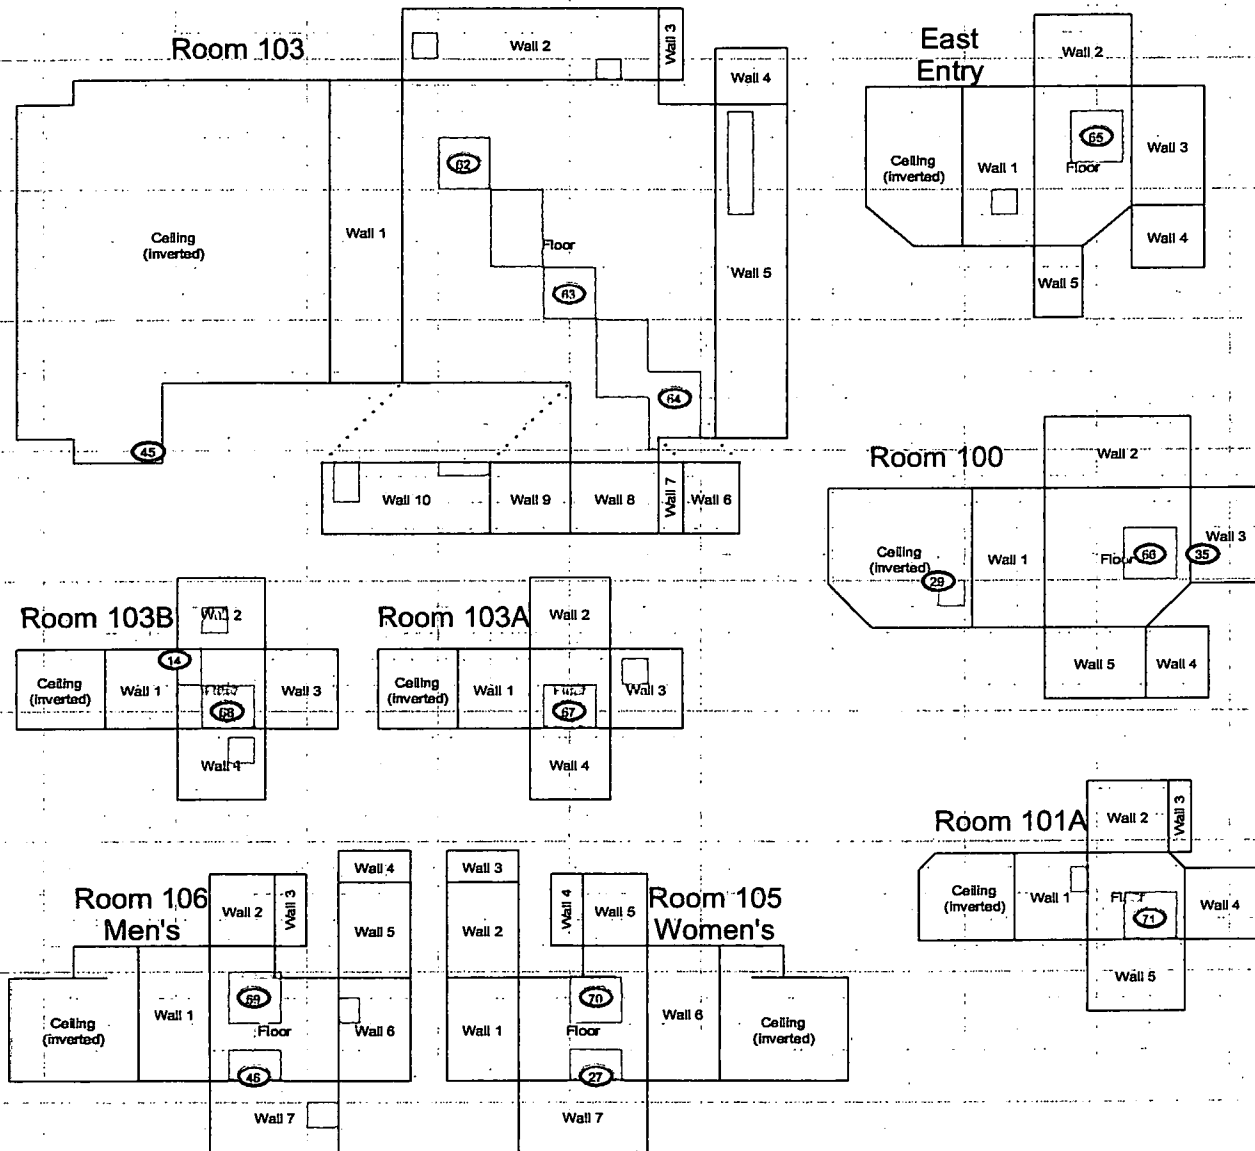 Room 103
Wall 2
Wall 3
Wall 4
62
Ceiling
(inverted)
Wall 1
Floor
63
Wall 5
64
45
Wall 10
Wall 9
Wall 8
Wall 7
Wall 6
East
Entry
Wall 2
65
Ceiling
(inverted)
Wall 1
Floor
Wall 3
Wall 4
Wall 5
Room 100
Wall 2
Ceiling
(inverted)
29
Wall 1
Floor
66
35
Wall 3
Wall 5
Wall 4
Room 103B
Wall 2
14
Ceiling
(inverted)
Wall 1
Floor
68
Wall 3
Wall 4
Room 103A
Wall 2
Ceiling
(inverted)
Wall 1
Floor
67
Wall 3
Wall 4
Room 101A
Wall 2
Wall 3
Ceiling
(inverted)
Wall 1
Floor
71
Wall 4
Wall 5
Room 106
Men's
Wall 2
Wall 3
Wall 4
Wall 5
69
Ceiling
(inverted)
Wall 1
Floor
Wall 6
46
Wall 7
Room 105
Women's
Wall 3
Wall 4
Wall 5
Wall 2
70
Wall 1
Floor
Wall 6
Ceiling
(inverted)
27
Wall 7